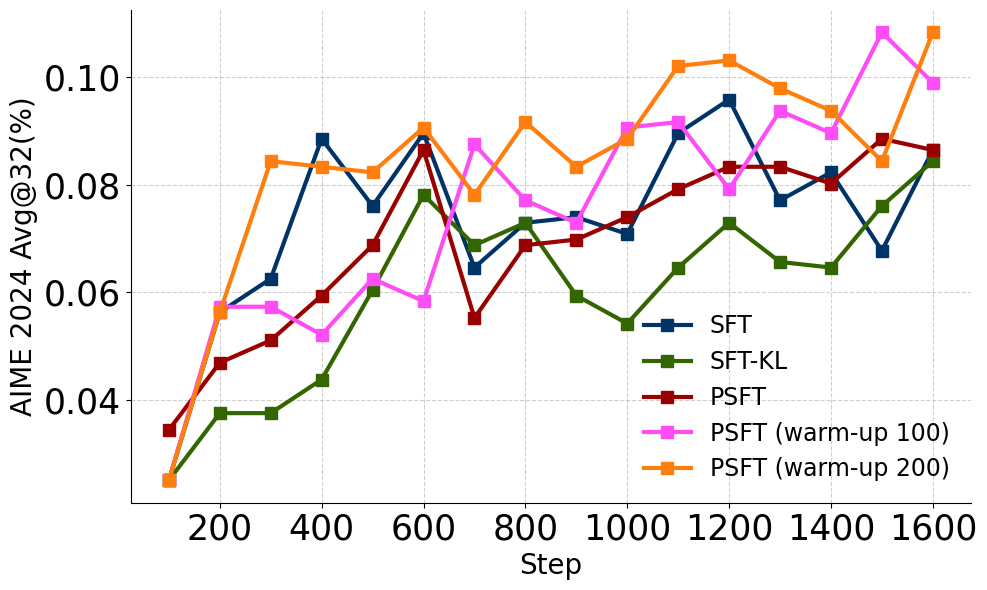 AIME 2024 Avg@32(%)
0.10
0.08
0.06
0.04
SFT
SFT-KL
PSFT
PSFT (warm-up 100)
PSFT (warm-up 200)
200 400 600 800 1000 1200 1400 1600
Step